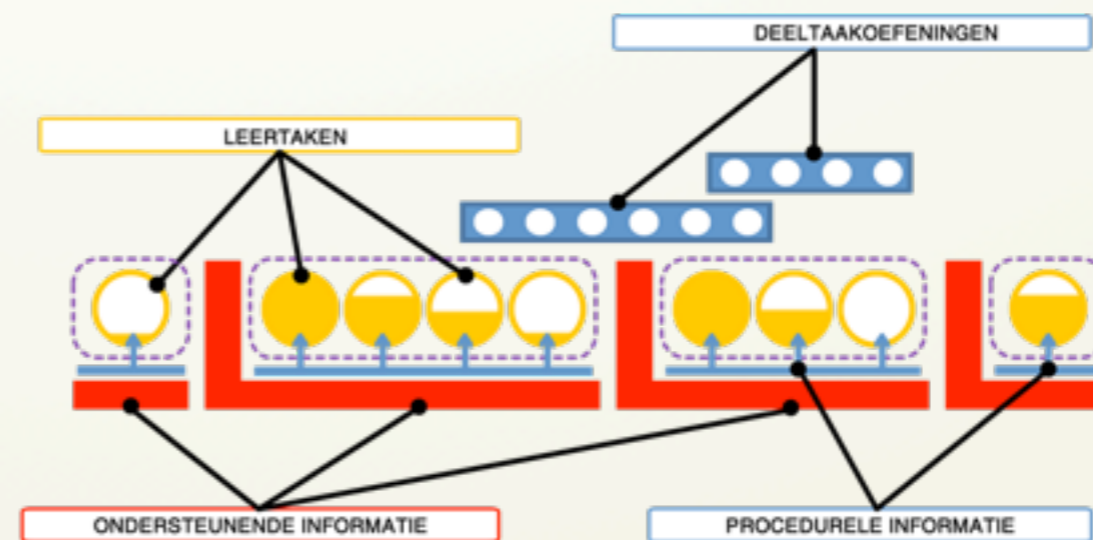 DEELTAAKOEFENINGEN
LEERTAKEN
ONDERSTEUNENDE INFORMATIE
PROCEDURELE INFORMATIE